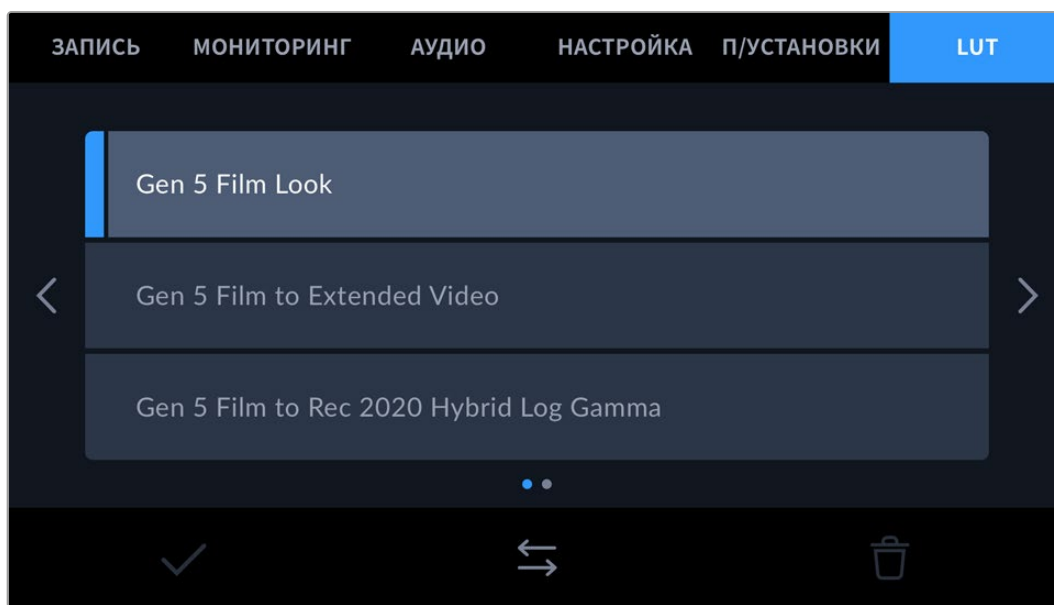 ЗАПИСЬ МОНИТОРИНГ АУДИО НАСТРОЙКА П/УСТАНОВКИ LUT
Gen 5 Film Look
Gen 5 Film to Extended Video
Gen 5 Film to Rec 2020 Hybrid Log Gamma